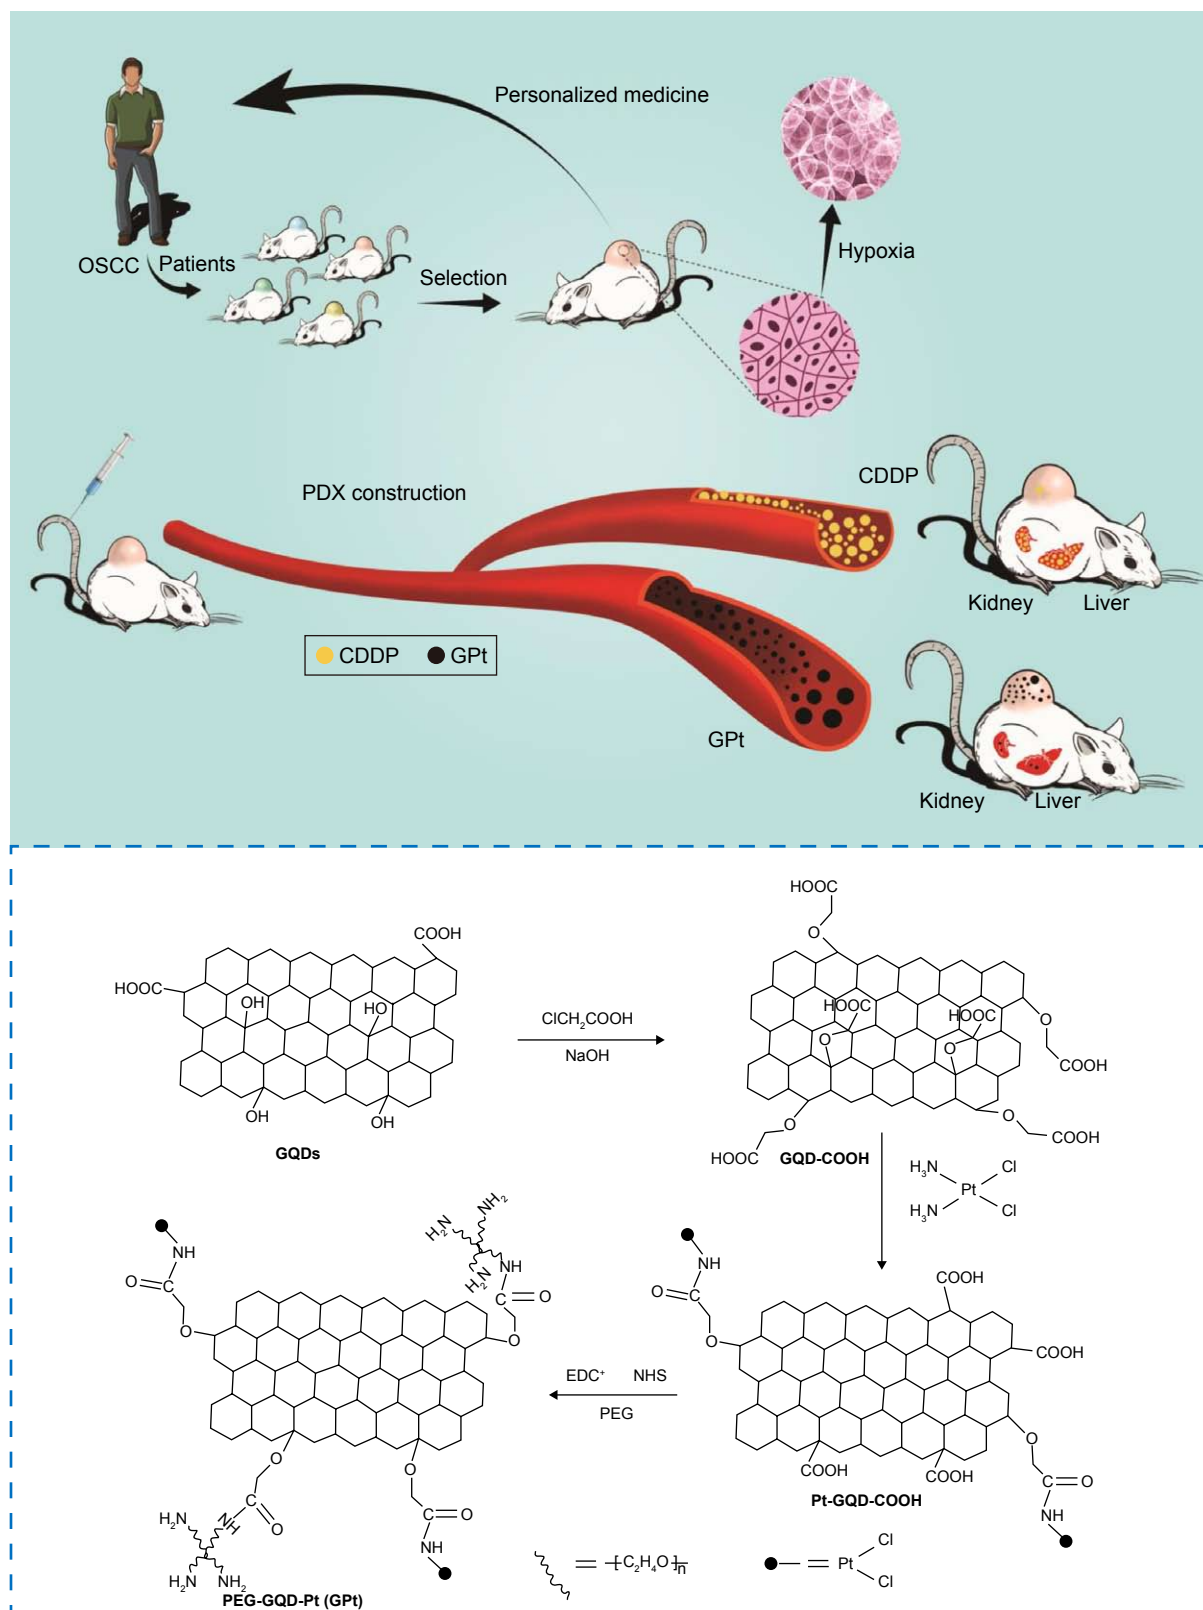 Personalized medicine
OSCC
Patients
Selection
Hypoxia
PDX construction
CDDP
Kidney Liver
CDDP GPt
GPt
Kidney Liver
COOH
HOOC
OH
HO
OH
OH
GQDs
ClCH₂COOH
NaOH
HOOC
O
HOOC
HOOC
O
O
O
COOH
O
O
HOOC
COOH
GQD-COOH
H₃N Cl
Pt
H₃N Cl
NH
O C
O
NH₂
H₂N
H₂N
NH
C O
O
O
C O
NH
H₂N
H₂N NH₂
O
C O
NH
PEG-GQD-Pt (GPt)
EDC⁺ NHS
PEG
NH
O C
O
COOH
COOH
COOH
COOH
O
C O
NH
Pt-GQD-COOH
= -(C₂H₄O)n
= Pt
Cl
Cl